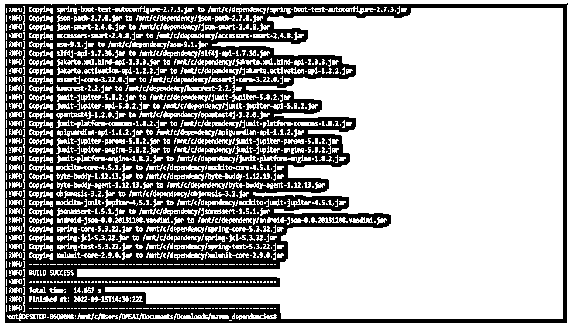 [INFO] Copying spring-boot-test-autoconfigure-2.7.3.jar to /mnt/c/dependency/spring-boot-test-autoconfigure-2.7.3.jar
[INFO] Copying json-path-2.7.0.jar to /mnt/c/dependency/json-path-2.7.0.jar
[INFO] Copying json-smart-2.4.8.jar to /mnt/c/dependency/json-smart-2.4.8.jar
[INFO] Copying accessors-smart-2.4.8.jar to /mnt/c/dependency/accessors-smart-2.4.8.jar
[INFO] Copying asm-9.1.jar to /mnt/c/dependency/asm-9.1.jar
[INFO] Copying slf4j-api-1.7.36.jar to /mnt/c/dependency/slf4j-api-1.7.36.jar
[INFO] Copying jakarta.xml.bind-api-2.3.3.jar to /mnt/c/dependency/jakarta.xml.bind-api-2.3.3.jar
[INFO] Copying jakarta.activation-api-1.2.2.jar to /mnt/c/dependency/jakarta.activation-api-1.2.2.jar
[INFO] Copying assertj-core-3.22.0.jar to /mnt/c/dependency/assertj-core-3.22.0.jar
[INFO] Copying hamcrest-2.2.jar to /mnt/c/dependency/hamcrest-2.2.jar
[INFO] Copying junit-jupiter-5.8.2.jar to /mnt/c/dependency/junit-jupiter-5.8.2.jar
[INFO] Copying junit-jupiter-api-5.8.2.jar to /mnt/c/dependency/junit-jupiter-api-5.8.2.jar
[INFO] Copying opentest4j-1.2.0.jar to /mnt/c/dependency/opentest4j-1.2.0.jar
[INFO] Copying junit-platform-commons-1.8.2.jar to /mnt/c/dependency/junit-platform-commons-1.8.2.jar
[INFO] Copying apiguardian-api-1.1.2.jar to /mnt/c/dependency/apiguardian-api-1.1.2.jar
[INFO] Copying junit-jupiter-params-5.8.2.jar to /mnt/c/dependency/junit-jupiter-params-5.8.2.jar
[INFO] Copying junit-jupiter-engine-5.8.2.jar to /mnt/c/dependency/junit-jupiter-engine-5.8.2.jar
[INFO] Copying junit-platform-engine-1.8.2.jar to /mnt/c/dependency/junit-platform-engine-1.8.2.jar
[INFO] Copying mockito-core-4.5.1.jar to /mnt/c/dependency/mockito-core-4.5.1.jar
[INFO] Copying byte-buddy-1.12.13.jar to /mnt/c/dependency/byte-buddy-1.12.13.jar
[INFO] Copying byte-buddy-agent-1.12.13.jar to /mnt/c/dependency/byte-buddy-agent-1.12.13.jar
[INFO] Copying objenesis-3.2.jar to /mnt/c/dependency/objenesis-3.2.jar
[INFO] Copying mockito-junit-jupiter-4.5.1.jar to /mnt/c/dependency/mockito-junit-jupiter-4.5.1.jar
[INFO] Copying jsonassert-1.5.1.jar to /mnt/c/dependency/jsonassert-1.5.1.jar
[INFO] Copying android-json-0.0.20131108.vaadin1.jar to /mnt/c/dependency/android-json-0.0.20131108.vaadin1.jar
[INFO] Copying spring-core-5.3.22.jar to /mnt/c/dependency/spring-core-5.3.22.jar
[INFO] Copying spring-jcl-5.3.22.jar to /mnt/c/dependency/spring-jcl-5.3.22.jar
[INFO] Copying spring-test-5.3.22.jar to /mnt/c/dependency/spring-test-5.3.22.jar
[INFO] Copying xmlunit-core-2.9.0.jar to /mnt/c/dependency/xmlunit-core-2.9.0.jar
[INFO] ------------------------------------------------------------------------
[INFO] BUILD SUCCESS
[INFO] ------------------------------------------------------------------------
[INFO] Total time: 14.057 s
[INFO] Finished at: 2022-09-15T14:30:22Z
[INFO] ------------------------------------------------------------------------